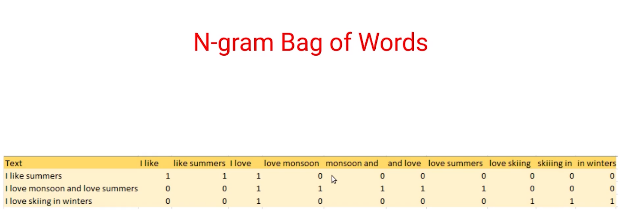 N-gram Bag of Words
Text I like like summers I love love monsoon monsoon and and love love summers love skiing skiiing in in winters
I like summers 1 1 1 0 0 0 0 0 0 0
I love monsoon and love summers 0 0 1 1 1 1 1 0 0 0
I love skiing in winters 0 0 1 0 0 0 0 1 1 1